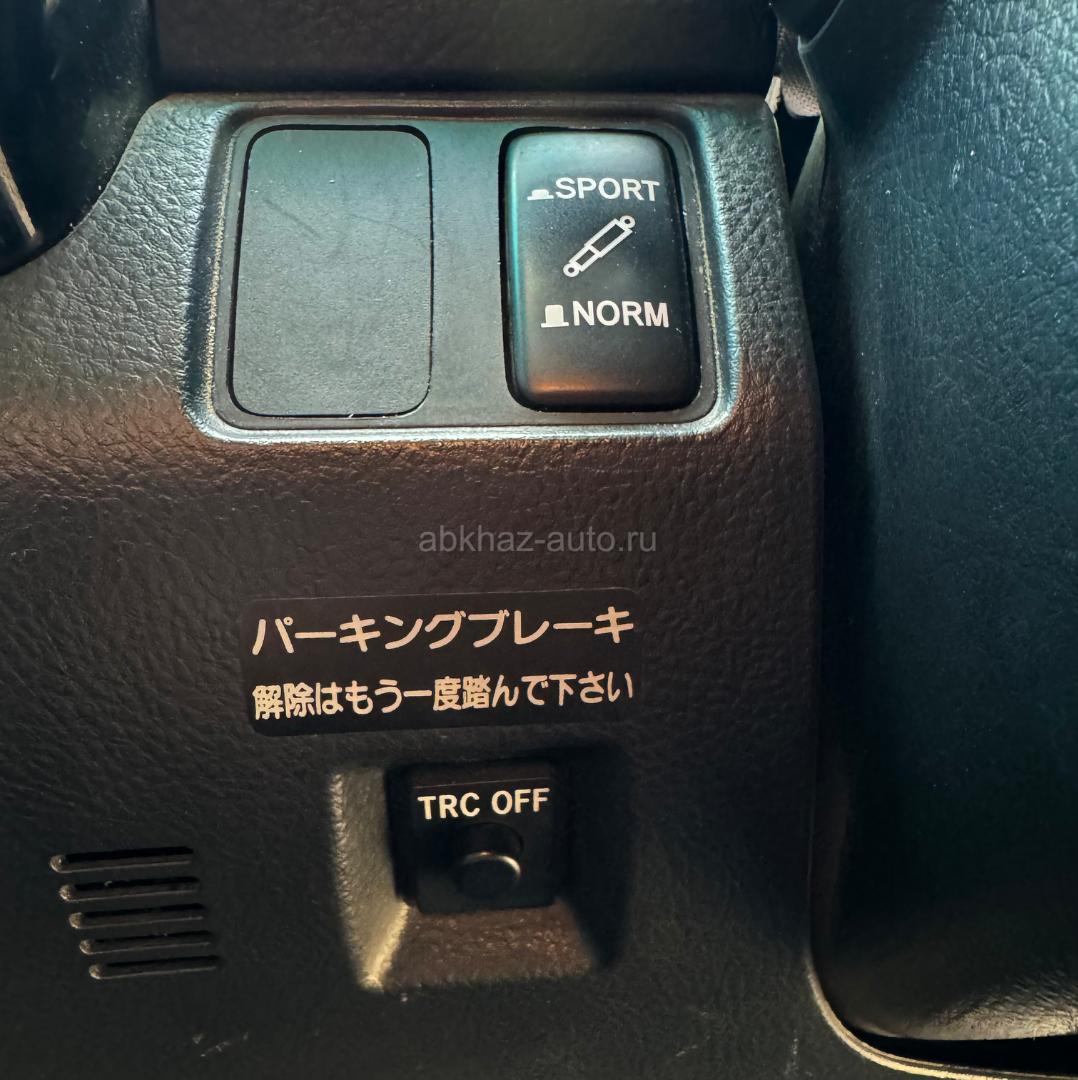 SPORT
NORM
abkhaz-auto.ru
パーキングブレーキ
解除はもう一度踏んで下さい
TRC OFF